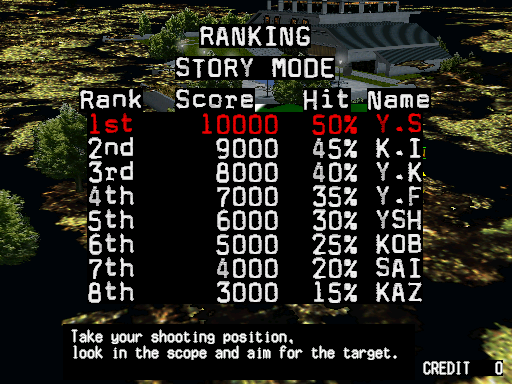 RANKING
STORY MODE
Rank Score Hit Name
1st 10000 50% Y.S
2nd 9000 45% K.I
3rd 8000 40% Y.K
4th 7000 35% Y.F
5th 6000 30% YSH
6th 5000 25% KOB
7th 4000 20% SAI
8th 3000 15% KAZ
Take your shooting position,
look in the scope and aim for the target.
CREDIT 0